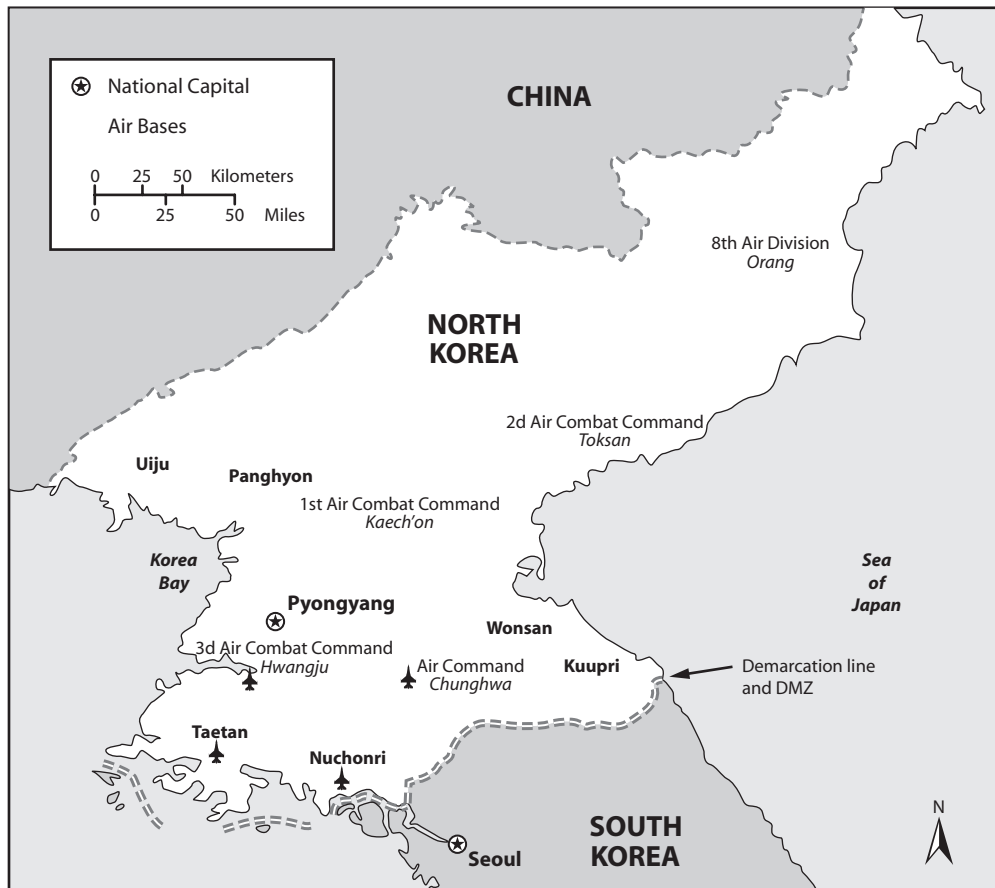 National Capital
Air Bases
0 25 50 Kilometers
0 25 50 Miles
CHINA
8th Air Division
Orang
NORTH
KOREA
2d Air Combat Command
Toksan
Uiju
Panghyon
1st Air Combat Command
Kaech'on
Korea
Bay
Sea
of
Japan
Pyongyang
Wonsan
3d Air Combat Command
Hwangju
Air Command
Chunghwa
Kuupri
Demarcation line
and DMZ
Taetan
Nuchonri
N
SOUTH
KOREA
Seoul